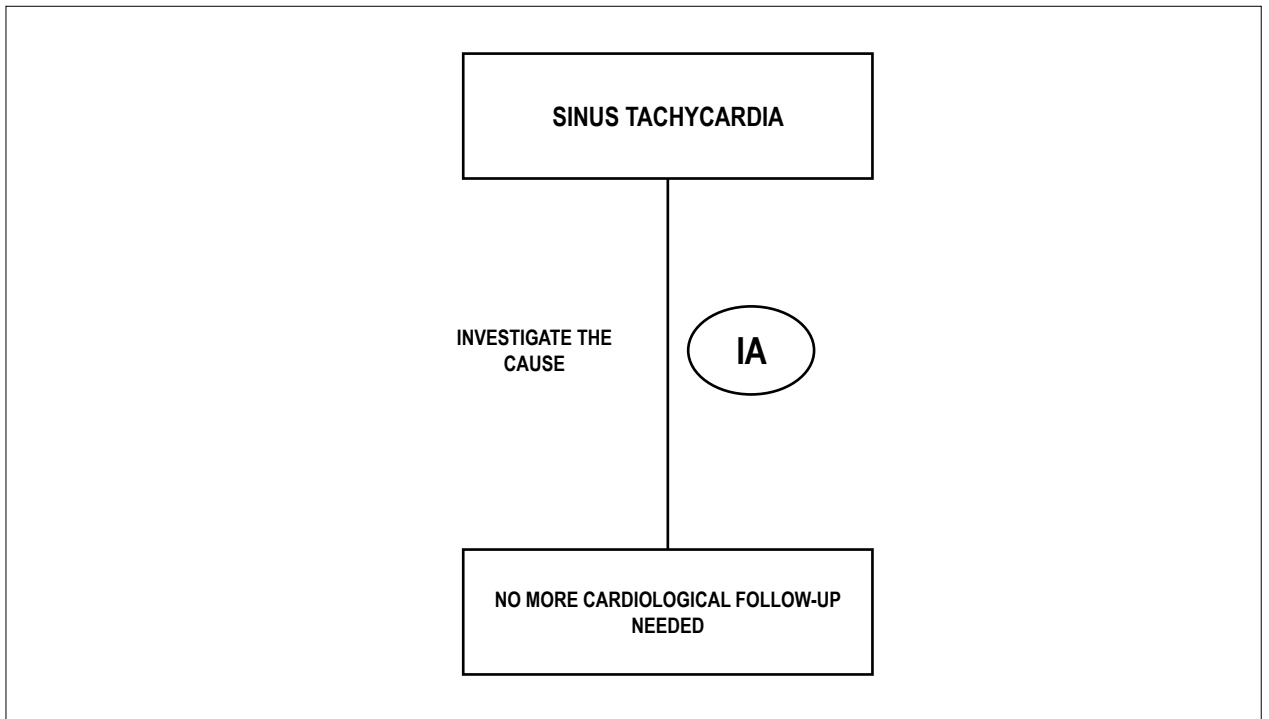 SINUS TACHYCARDIA
INVESTIGATE THE
CAUSE
IA
NO MORE CARDIOLOGICAL FOLLOW-UP
NEEDED